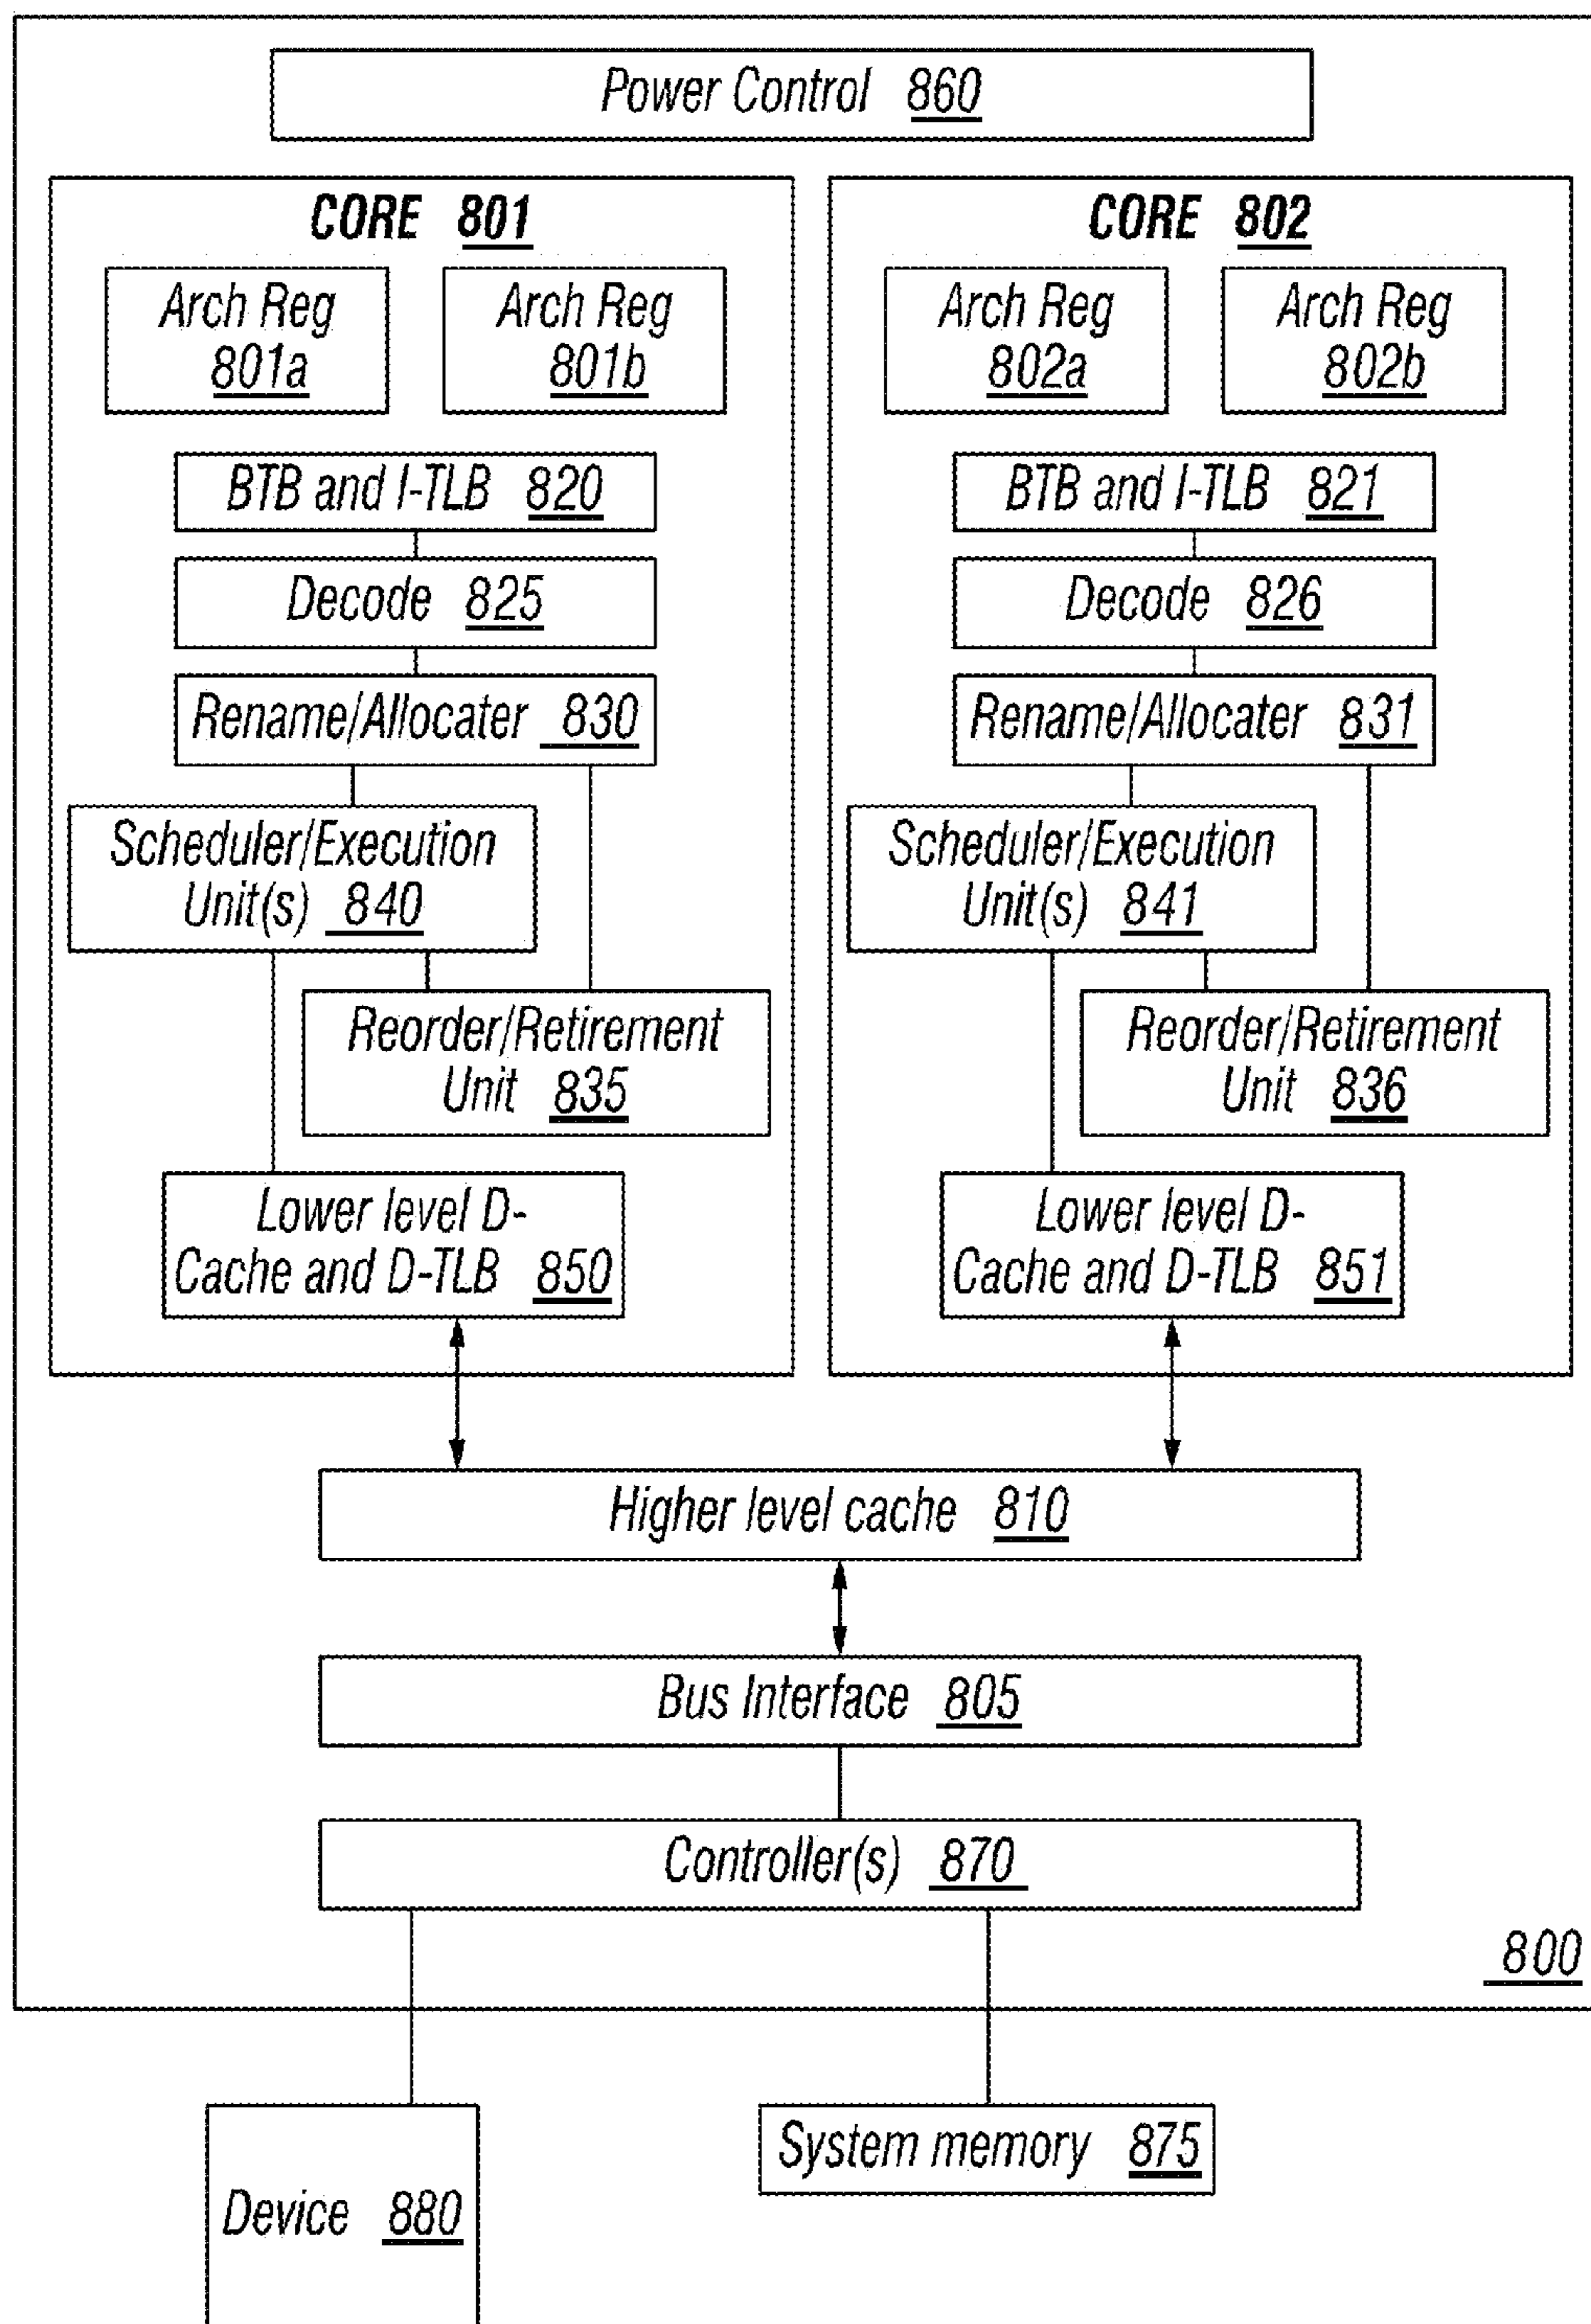 Power Control 860
CORE 801
Arch Reg
801a
Arch Reg
801b
BTB and I-TLB 820
Decode 825
Rename/Allocater 830
Scheduler/Execution
Unit(s) 840
Reorder/Retirement
Unit 835
Lower level D-
Cache and D-TLB 850
CORE 802
Arch Reg
802a
Arch Reg
802b
BTB and I-TLB 821
Decode 826
Rename/Allocater 831
Scheduler/Execution
Unit(s) 841
Reorder/Retirement
Unit 836
Lower level D-
Cache and D-TLB 851
Higher level cache 810
Bus Interface 805
Controller(s) 870
800
System memory 875
Device 880